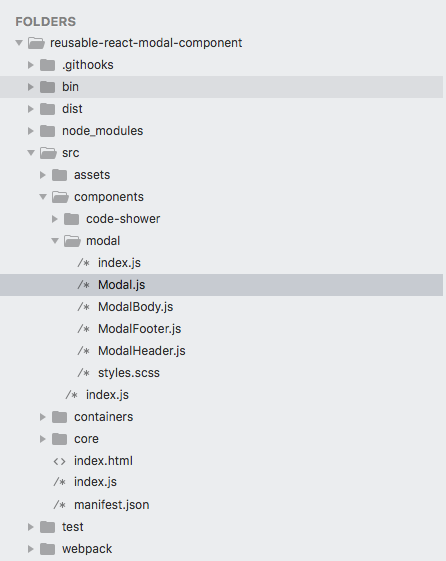 FOLDERS
reusable-react-modal-component
.githooks
bin
dist
node_modules
src
assets
components
code-shower
modal
/* index.js
/* Modal.js
/* ModalBody.js
/* ModalFooter.js
/* ModalHeader.js
/* styles.scss
/* index.js
containers
core
<> index.html
/* index.js
/* manifest.json
test
webpack